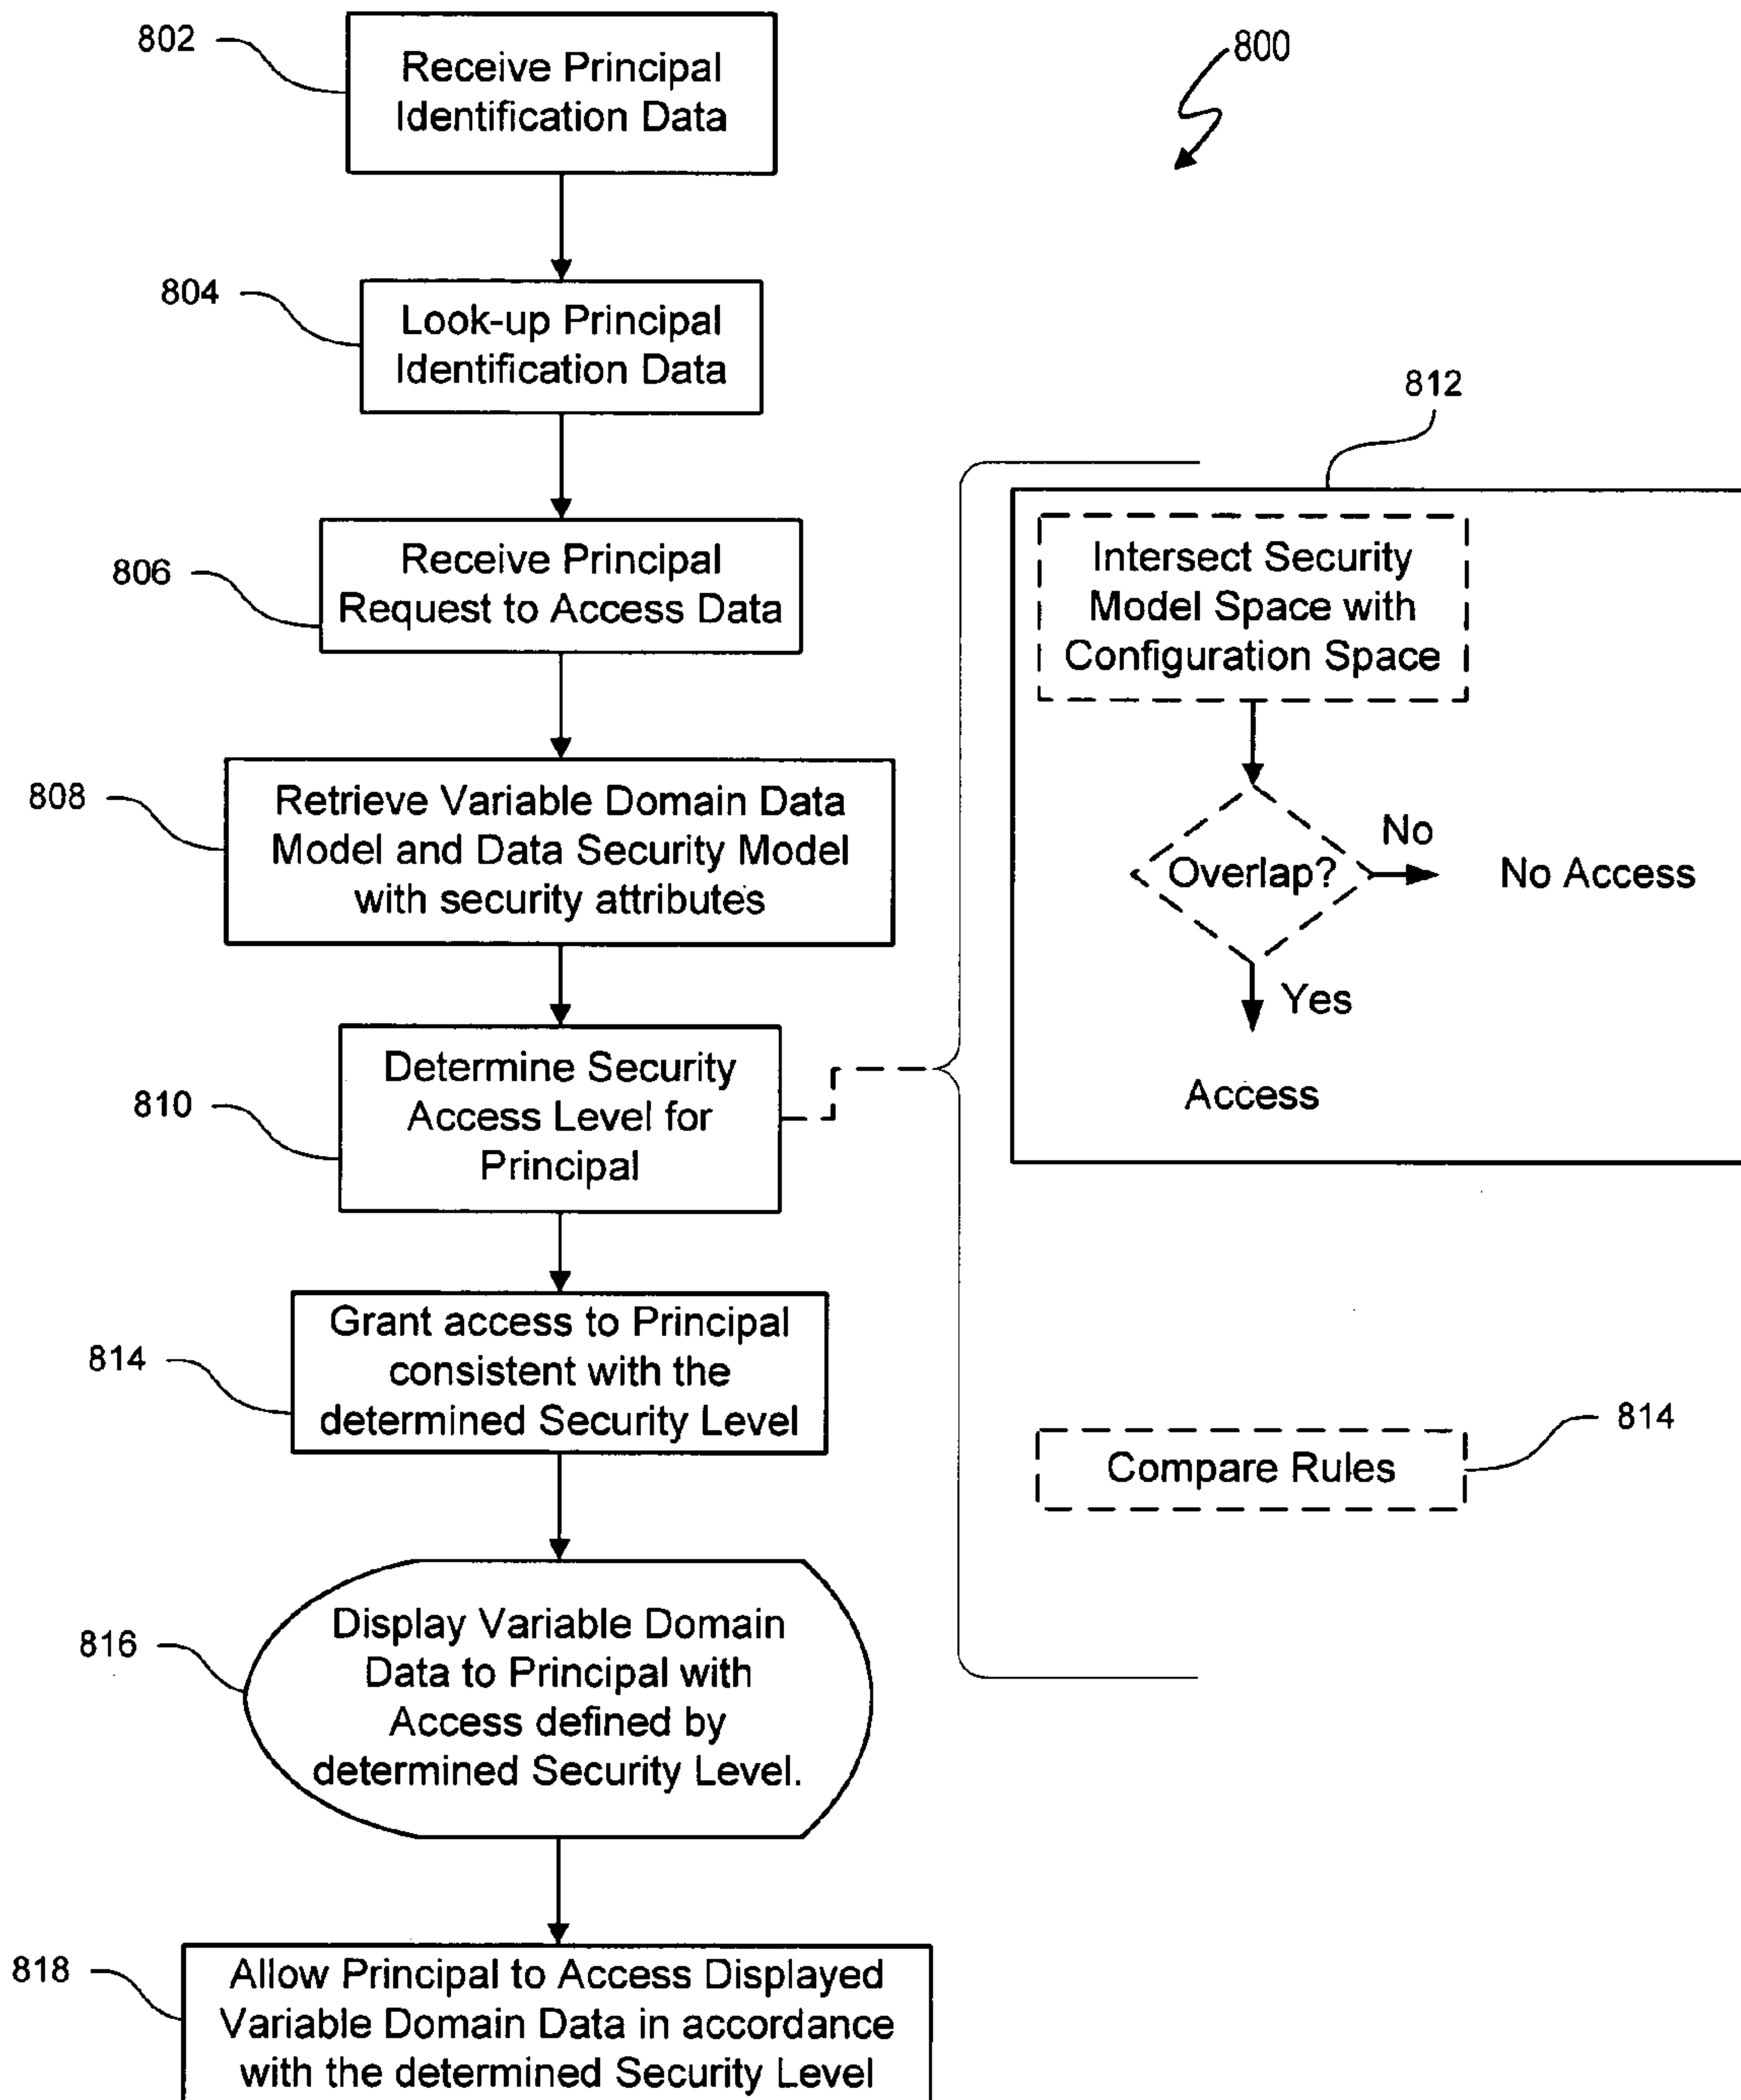 802
Receive Principal
Identification Data
800
804
Look-up Principal
Identification Data
806
Receive Principal
Request to Access Data
808
Retrieve Variable Domain Data
Model and Data Security Model
with security attributes
810
Determine Security
Access Level for
Principal
812
Intersect Security
Model Space with
Configuration Space
Overlap?
No
No Access
Yes
Access
814
Grant access to Principal
consistent with the
determined Security Level
Compare Rules
814
816
Display Variable Domain
Data to Principal with
Access defined by
determined Security Level.
818
Allow Principal to Access Displayed
Variable Domain Data in accordance
with the determined Security Level